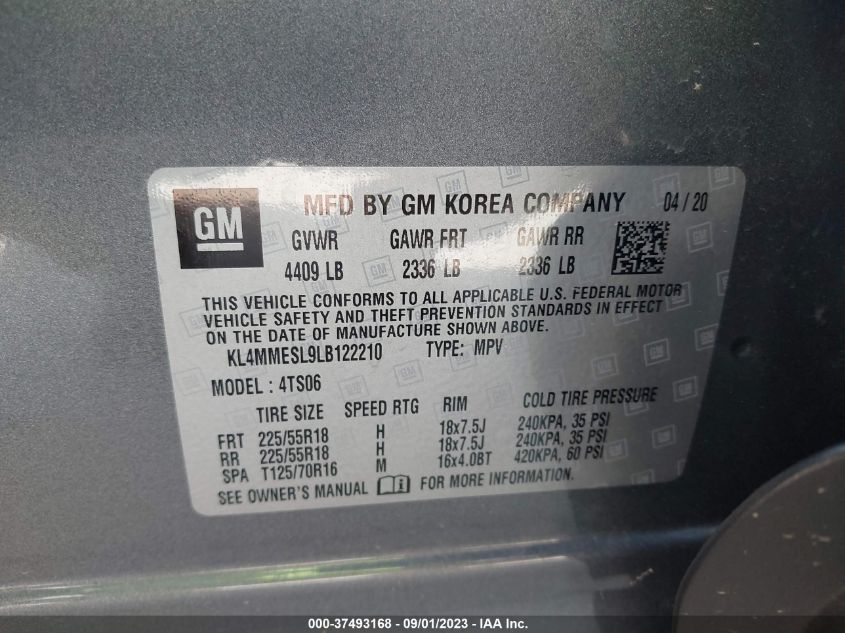 GM
MFD BY GM KOREA COMPANY 04 / 20
GVWR GAWR FRT GAWR RR
4409 LB 2336 LB 2336 LB
THIS VEHICLE CONFORMS TO ALL APPLICABLE U.S. FEDERAL MOTOR
VEHICLE SAFETY AND THEFT PREVENTION STANDARDS IN EFFECT
ON THE DATE OF MANUFACTURE SHOWN ABOVE.
KL4MMESL9LB122210 TYPE: MPV
MODEL : 4TS06
TIRE SIZE SPEED RTG RIM COLD TIRE PRESSURE
FRT 225/55R18 H 18x7.5J 240KPA, 35 PSI
RR 225/55R18 H 18x7.5J 240KPA, 35 PSI
SPA T125/70R16 M 16x4.0BT 420KPA, 60 PSI
SEE OWNER'S MANUAL i FOR MORE INFORMATION.
000-37493168 - 09/01/2023 - © IAA Inc.